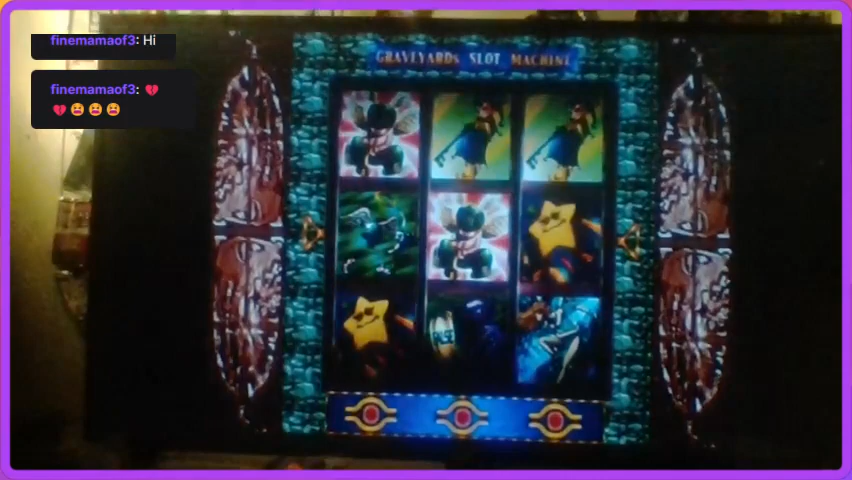 finemamaof3: Hi
finemamaof3: 💔
💔😫😫😫
GRAVEYARDS SLOT MACHINE